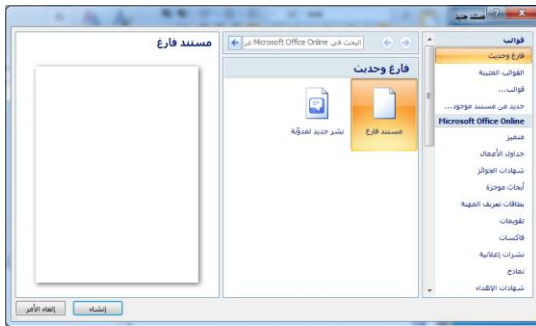 مستند جديد
قوالب
فارغ وحديث
القوالب المثبتة
قوالب...
جديد من مستند موجود...
Microsoft Office Online
متميز
جداول الأعمال
شهادات الجوائز
أبحاث موجزة
بطاقات تعريف المهنة
تقويمات
فاكسات
نشرات إعلانية
نماذج
شهادات الإهداء
البحث في Microsoft Office Online عن
فارغ وحديث
مستند فارغ
نشر جديد لمدونة
مستند فارغ
إنشاء
إلغاء الأمر